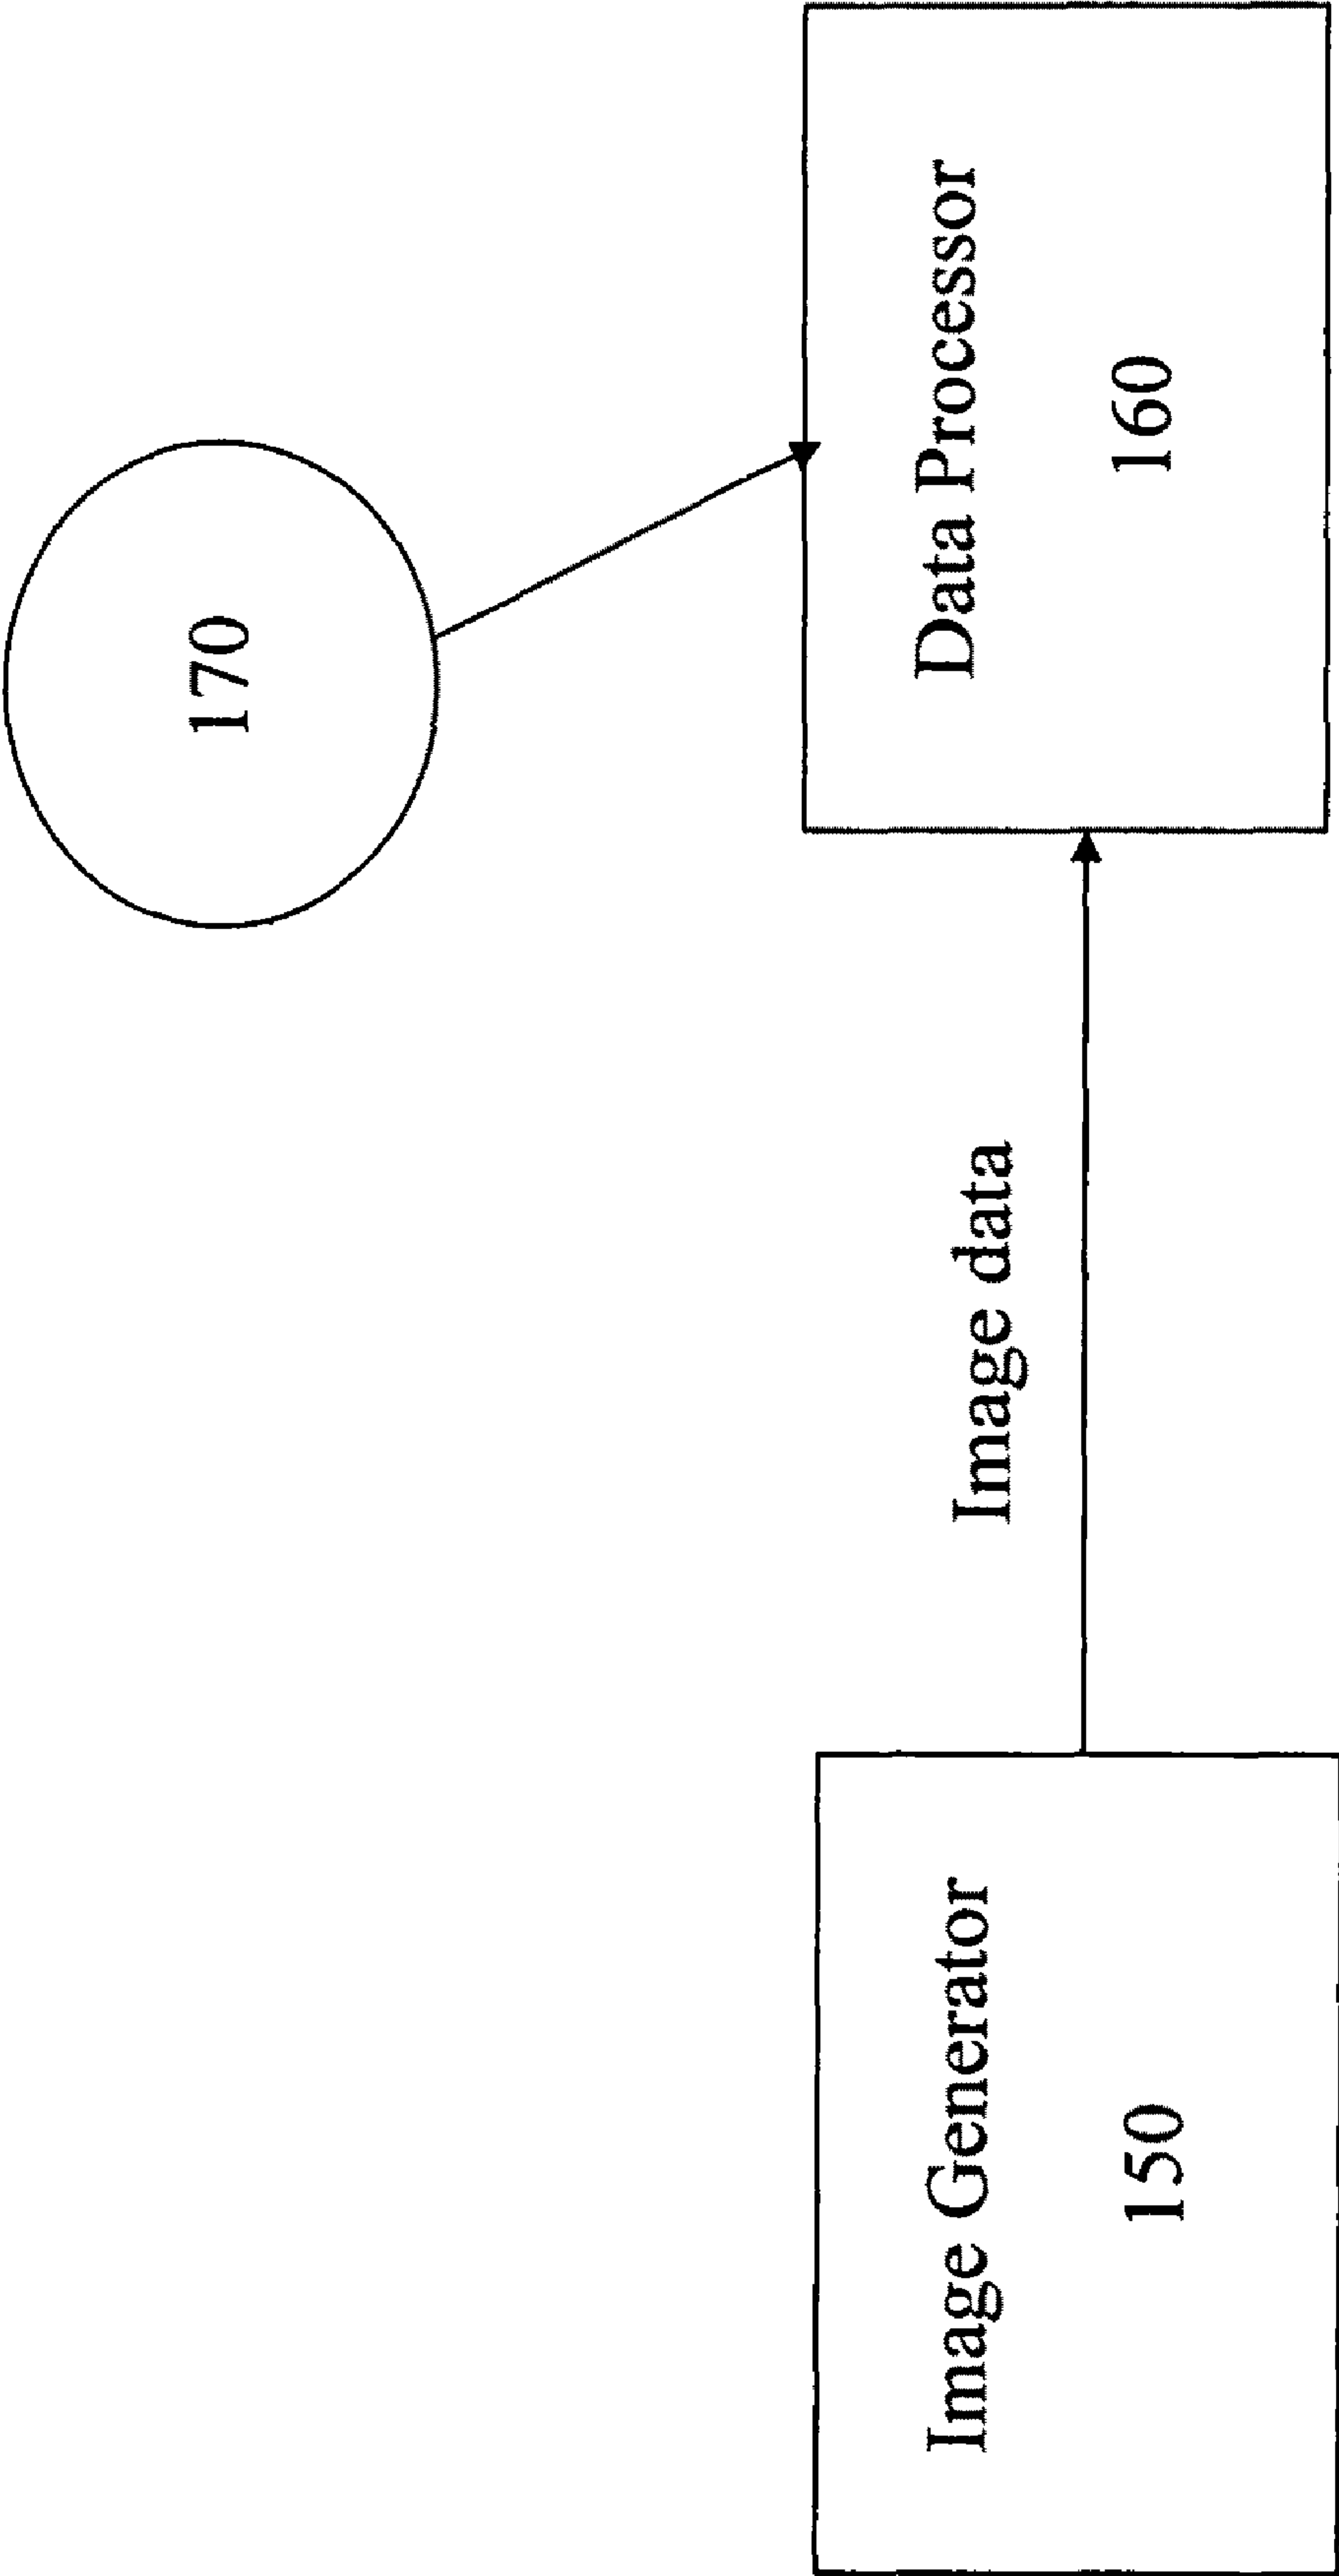 170
Image Generator
150
Image data
Data Processor
160